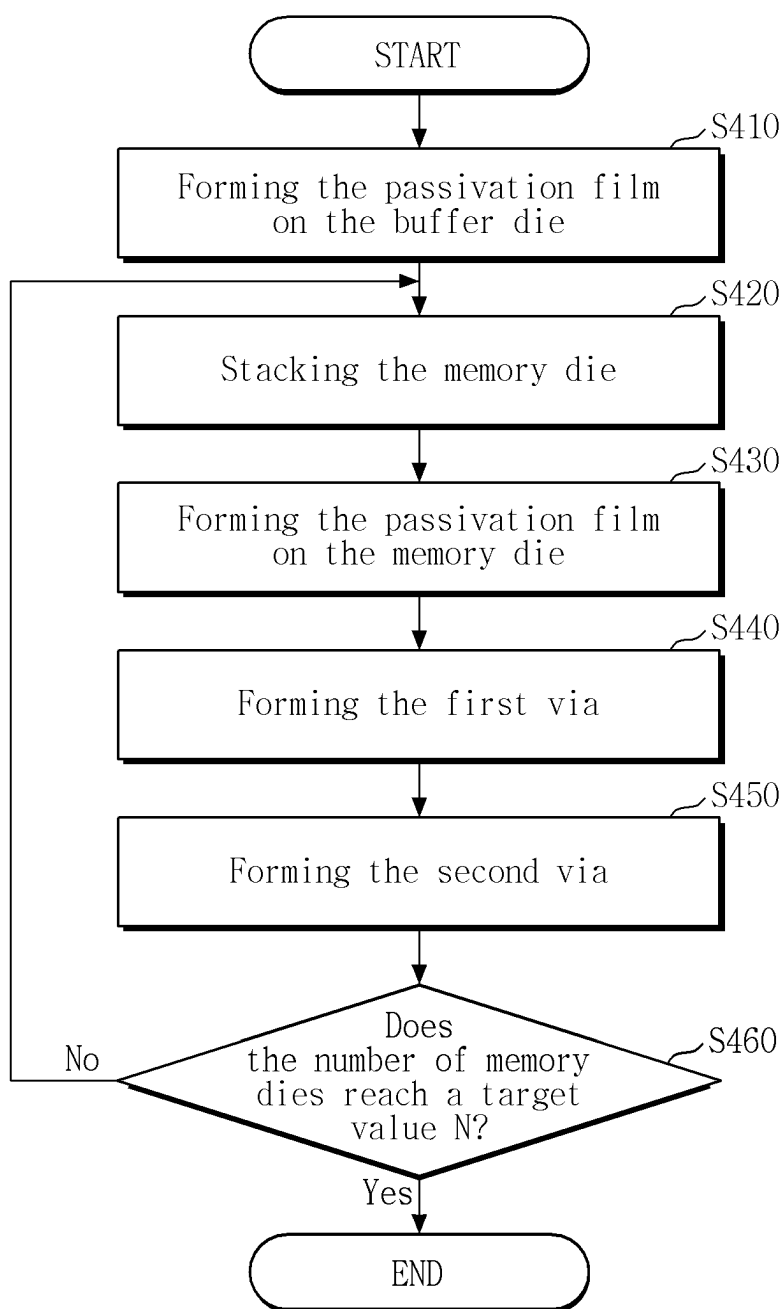 START
S410
Forming the passivation film
on the buffer die
S420
Stacking the memory die
S430
Forming the passivation film
on the memory die
S440
Forming the first via
S450
Forming the second via
S460
Does
the number of memory
dies reach a target
value N?
No
Yes
END